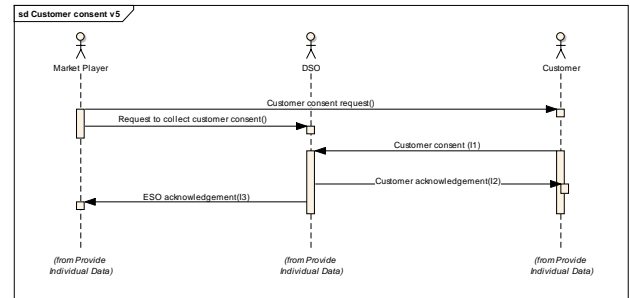 sd Customer consent v5
Market Player
DSO
Customer
Customer consent request()
Request to collect customer consent()
Customer consent (I1)
Customer acknowledgement(I2)
ESO acknowledgement(I3)
(from Provide
Individual Data)
(from Provide
Individual Data)
(from Provide
Individual Data)